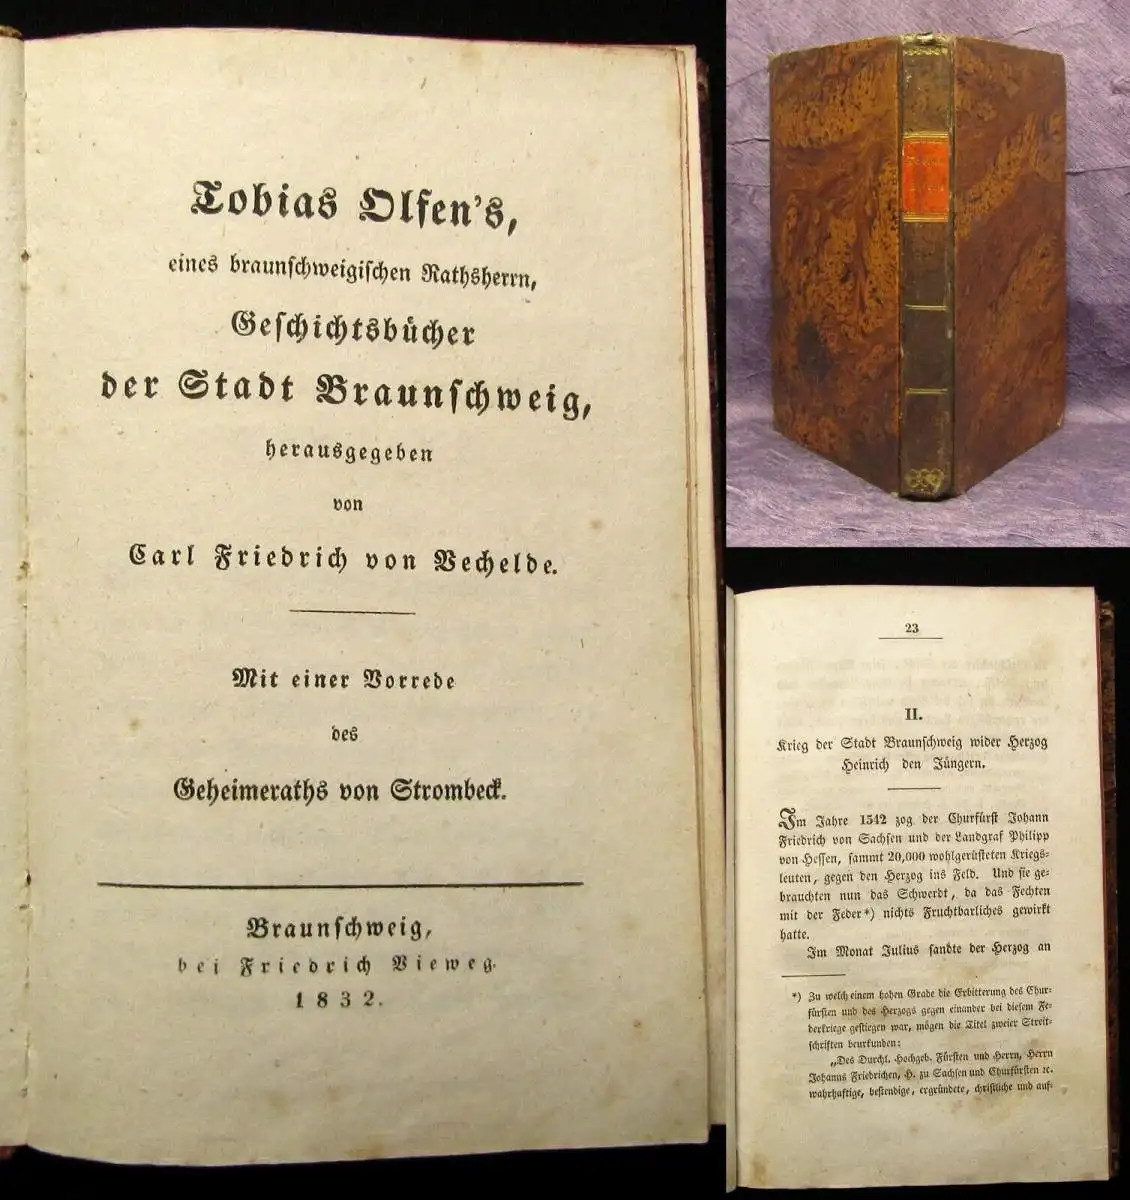 Tobias Olfen's,
eines braunschweigischen Rathsherrn,
Geschichtsbücher
der Stadt Braunschweig,
herausgegeben
von
Carl Friedrich von Vechelde.
Mit einer Vorrede
des
Geheimeraths von Strombeck.
Braunschweig,
bei Friedrich Vieweg.
1832.
23
II.
Krieg der Stadt Braunschweig wider Herzog
Heinrich den Jüngern.
Im Jahre 1542 zog der Churfürst Johann
Friedrich von Sachsen und der Landgraf Philipp
von Hessen, sammt 20,000 wohlgerüsteten Kriegs-
leuten, gegen den Herzog ins Feld. Und sie ge-
brauchten nun das Schwerdt, da das Fechten
mit der Feder*) nichts Fruchtbarliches gewirkt
hatte.
Im Monat Julius sandte der Herzog an
*) Zu welch einem hohen Grade die Erbitterung des Chur-
fürsten und des Herzogs gegen einander bei diesem Fe-
derkriege gestiegen war, mögen die Titel zweier Streit-
schriften beurkunden:
„Des Durchl. Hochgeb. Fürsten und Herrn, Herrn
Johanns Friedrichen, H. zu Sachsen und Churfürsten ꝛc.
wahrhaftige, bestendige, ergründete, christliche und auf-